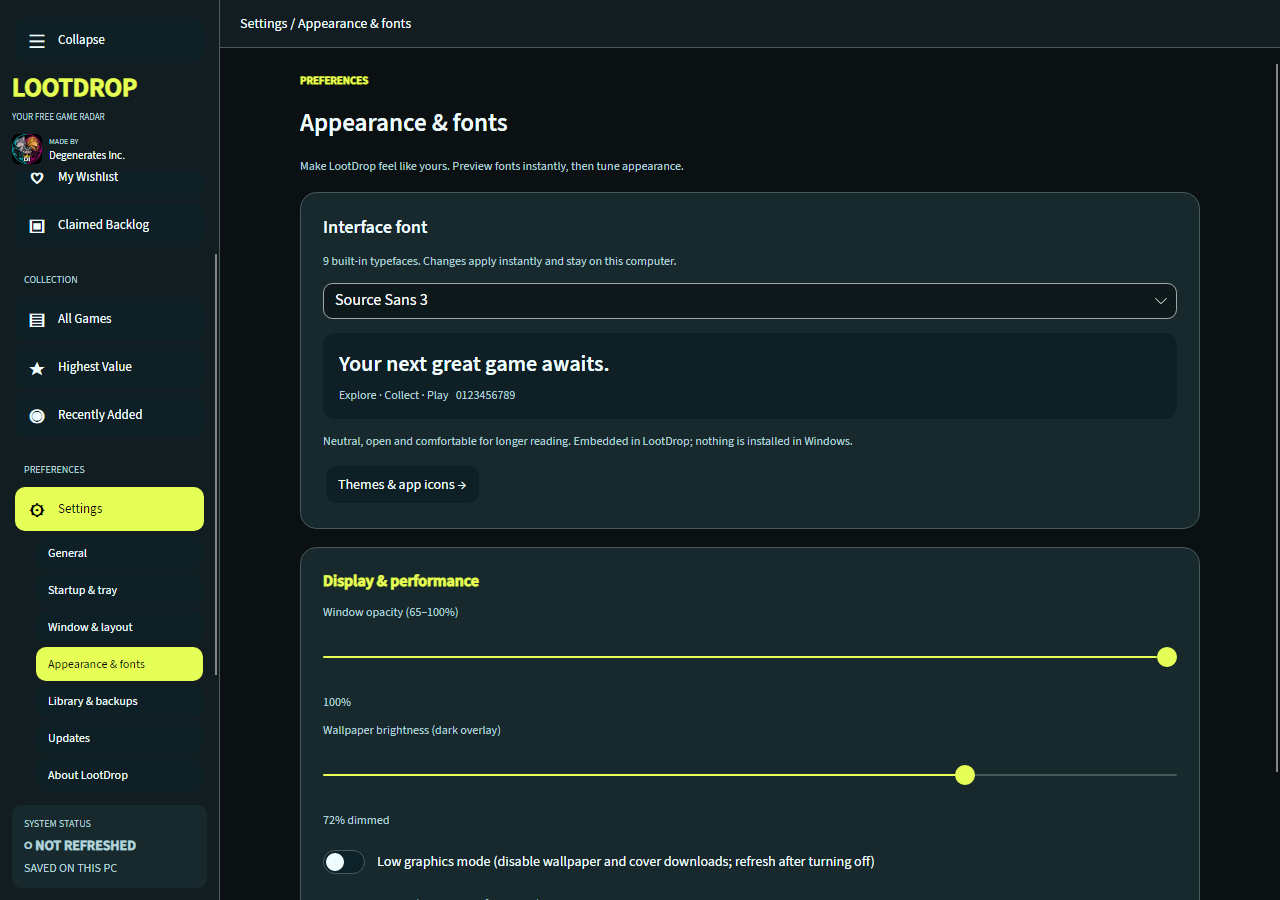 Collapse
LOOTDROP
YOUR FREE GAME RADAR
MADE BY
Degenerates Inc.
My Wishlist
Claimed Backlog
COLLECTION
All Games
Highest Value
Recently Added
PREFERENCES
Settings
General
Startup & tray
Window & layout
Appearance & fonts
Library & backups
Updates
About LootDrop
SYSTEM STATUS
NOT REFRESHED
SAVED ON THIS PC
Settings / Appearance & fonts
PREFERENCES
Appearance & fonts
Make LootDrop feel like yours. Preview fonts instantly, then tune appearance.
Interface font
9 built-in typefaces. Changes apply instantly and stay on this computer.
Source Sans 3
Your next great game awaits.
Explore · Collect · Play 0123456789
Neutral, open and comfortable for longer reading. Embedded in LootDrop; nothing is installed in Windows.
Themes & app icons →
Display & performance
Window opacity (65–100%)
100%
Wallpaper brightness (dark overlay)
72% dimmed
Low graphics mode (disable wallpaper and cover downloads; refresh after turning off)